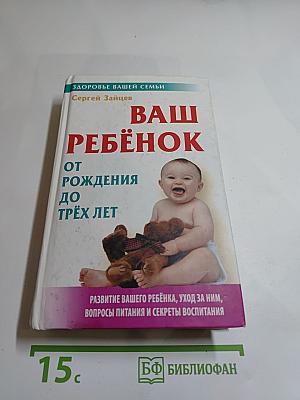 ЗДОРОВЬЕ ВАШЕЙ СЕМЬИ
Сергей Зайцев
ВАШ
РЕБЁНОК
ОТ
РОЖДЕНИЯ
ДО
ТРЁХ ЛЕТ
РАЗВИТИЕ ВАШЕГО РЕБЁНКА, УХОД ЗА НИМ,
ВОПРОСЫ ПИТАНИЯ И СЕКРЕТЫ ВОСПИТАНИЯ
15с
БФ БИБЛИОФАН